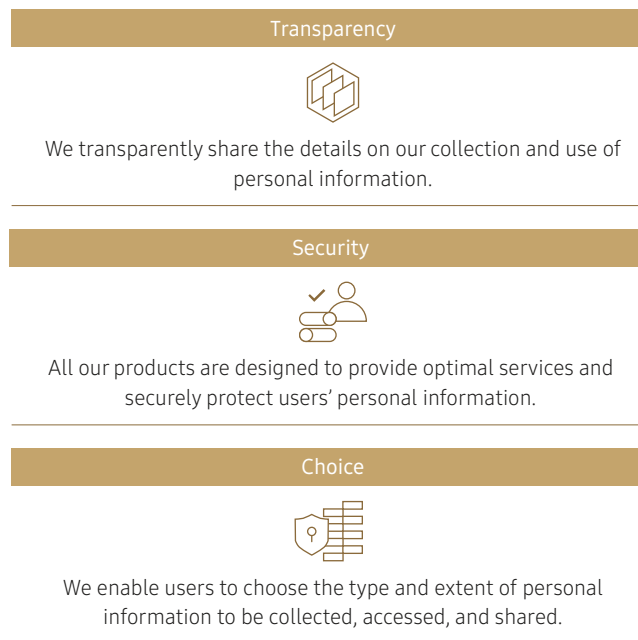 Transparency
We transparently share the details on our collection and use of
personal information.
Security
All our products are designed to provide optimal services and
securely protect users’ personal information.
Choice
We enable users to choose the type and extent of personal
information to be collected, accessed, and shared.